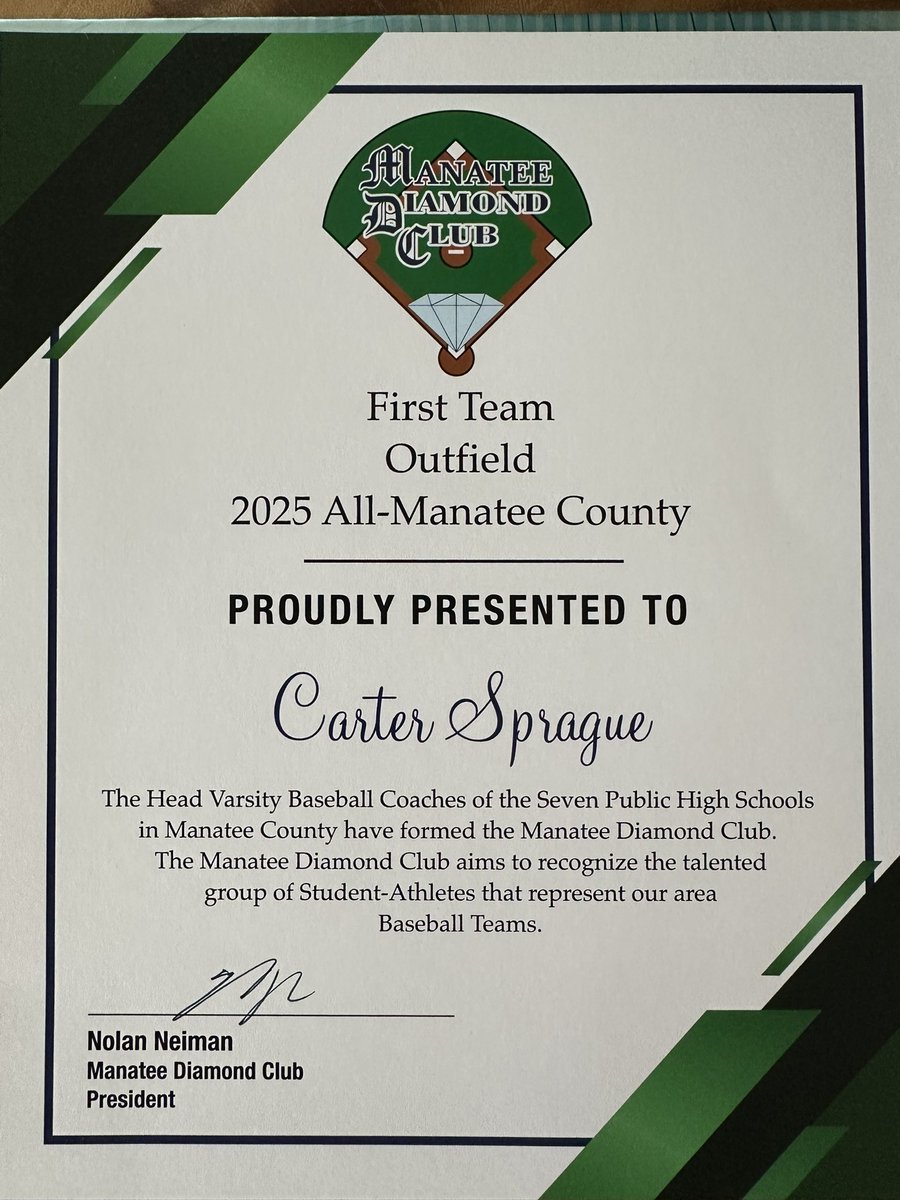 MANATEE
DIAMOND
CLUB
First Team
Outfield
2025 All-Manatee County
PROUDLY PRESENTED TO
Carter Sprague
The Head Varsity Baseball Coaches of the Seven Public High Schools
in Manatee County have formed the Manatee Diamond Club.
The Manatee Diamond Club aims to recognize the talented
group of Student-Athletes that represent our area
Baseball Teams.
Nolan Neiman
Manatee Diamond Club
President